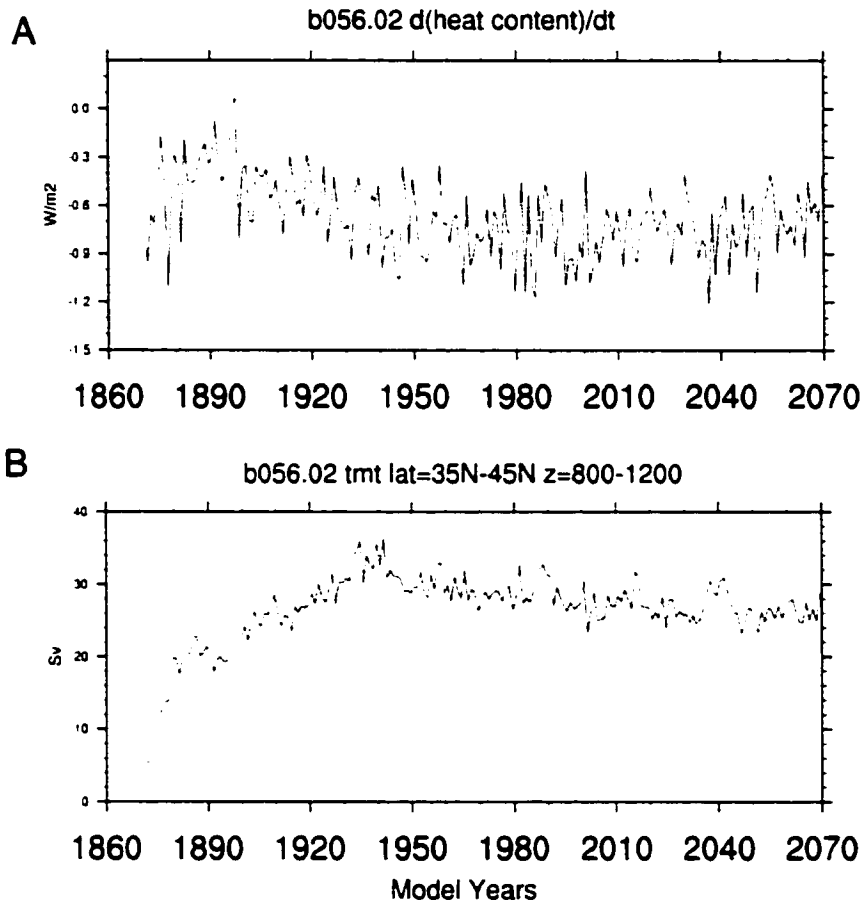 A
b056.02 d(heat content)/dt
W/m2
0.0
-0.3
-0.6
-0.9
-1.2
-1.5
1860 1890 1920 1950 1980 2010 2040 2070
B
b056.02 tmt lat=35N-45N z=800-1200
Sv
40
30
20
10
0
1860 1890 1920 1950 1980 2010 2040 2070
Model Years